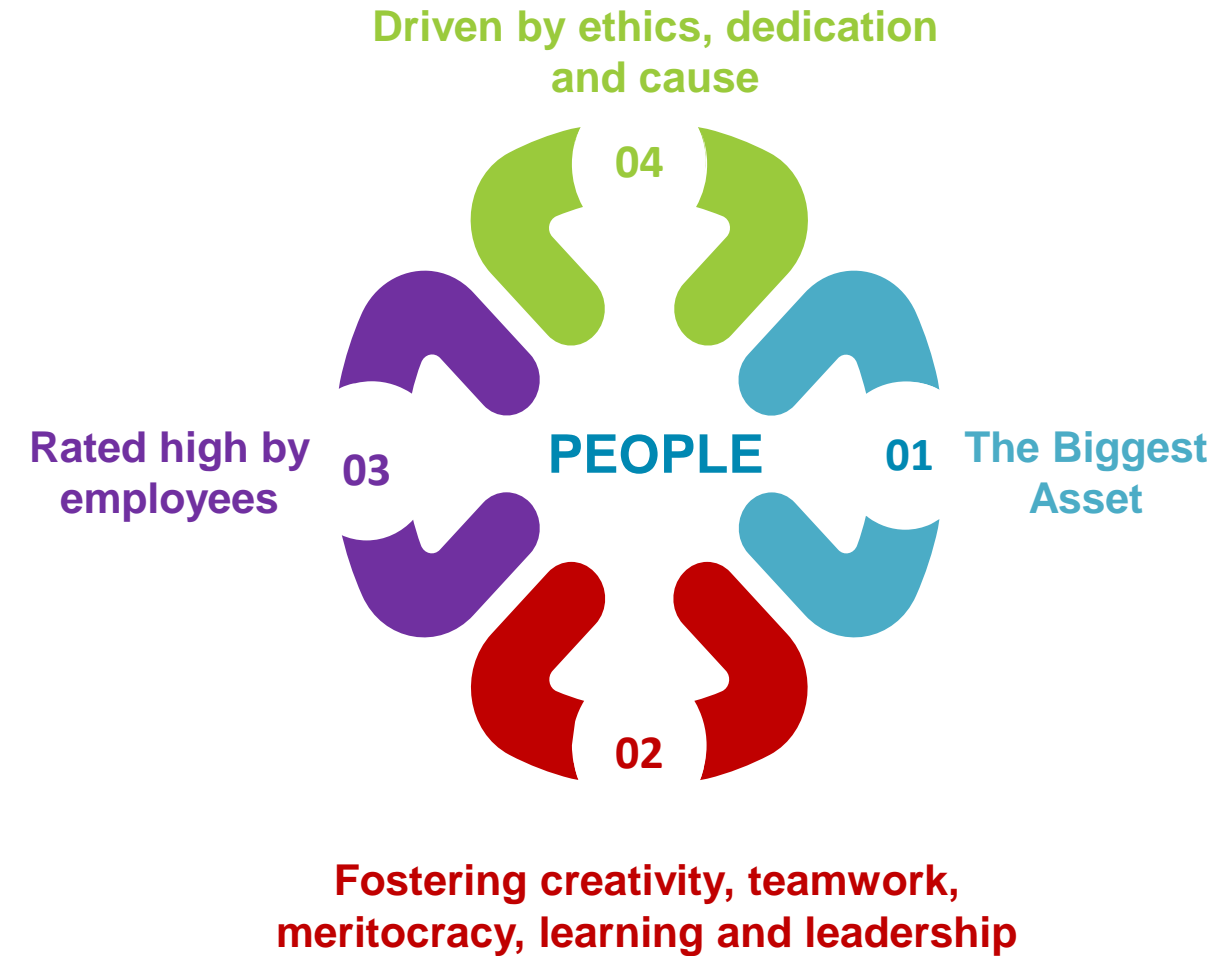 Driven by ethics, dedication
and cause
04
Rated high by
employees
03
PEOPLE
01
The Biggest
Asset
02
Fostering creativity, teamwork,
meritocracy, learning and leadership